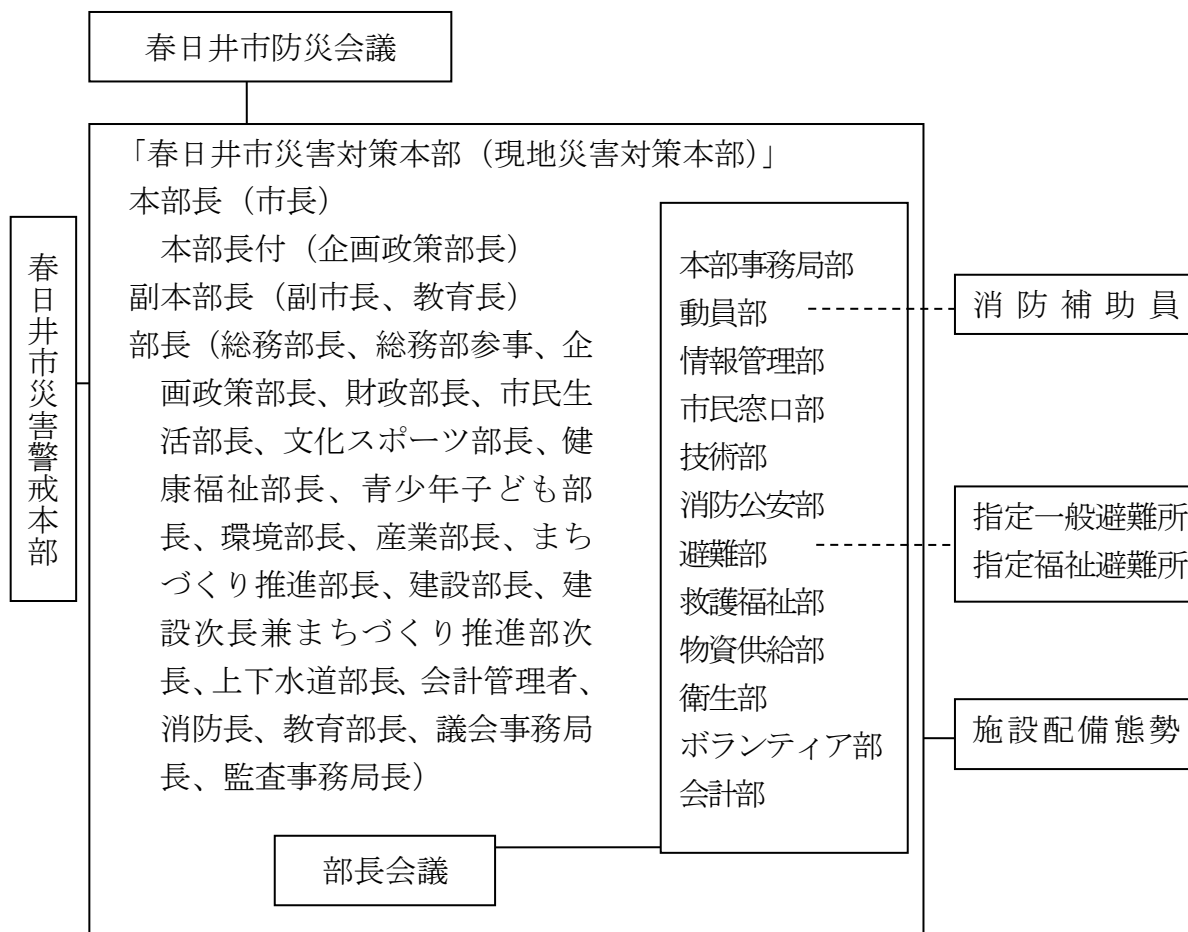 春日井市防災会議
「春日井市災害対策本部（現地災害対策本部）」
本部長（市長）
本部長付（企画政策部長）
副本部長（副市長、教育長）
部長（総務部長、総務部参事、企
画政策部長、財政部長、市民生
活部長、文化スポーツ部長、健
康福祉部長、青少年子ども部
長、環境部長、産業部長、まち
づくり推進部長、建設部長、建
設次長兼まちづくり推進部次
長、上下水道部長、会計管理者、
消防長、教育部長、議会事務局
長、監査事務局長）
春日井市災害警戒本部
本部事務局部
動員部
情報管理部
市民窓口部
技術部
消防公安部
避難部
救護福祉部
物資供給部
衛生部
ボランティア部
会計部
部長会議
消防補助員
指定一般避難所
指定福祉避難所
施設配備態勢